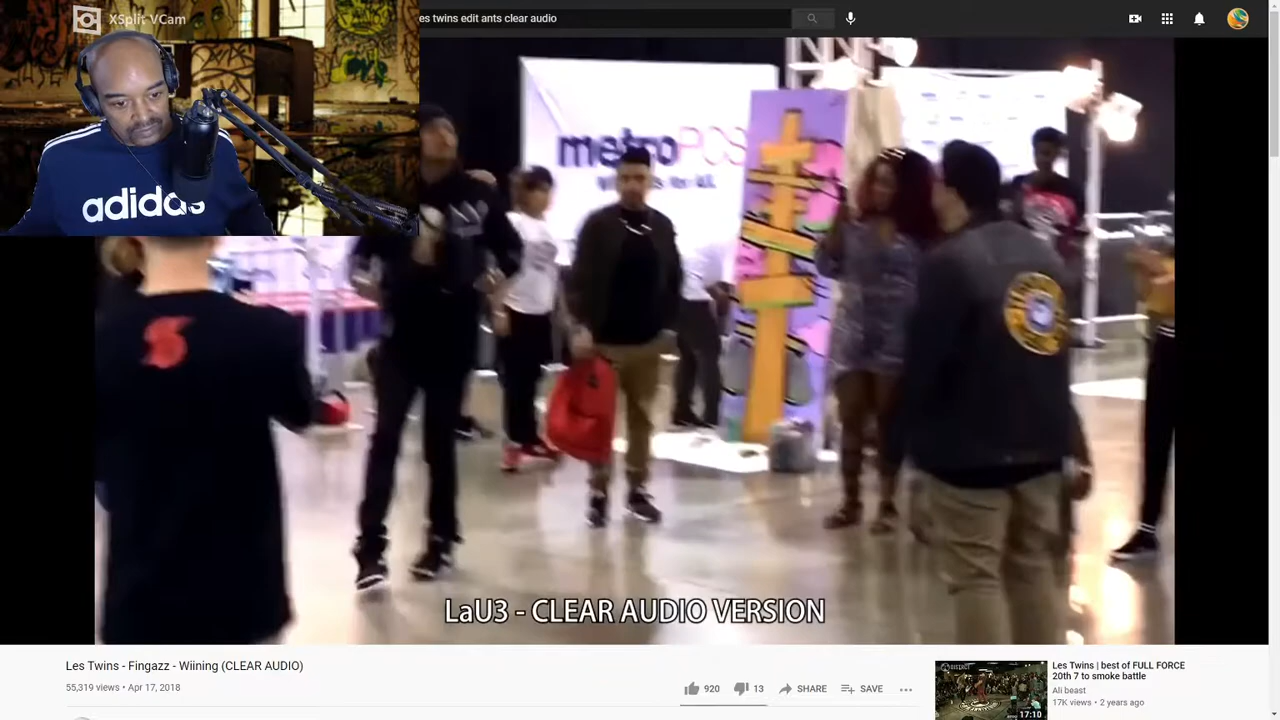 XSplit VCam
es twins edit ants clear audio
metroPCS
adidas
LaU3 - CLEAR AUDIO VERSION
Les Twins - Fingazz - Wiining (CLEAR AUDIO)
55,319 views • Apr 17, 2018
920
13
SHARE
SAVE
Les Twins | best of FULL FORCE
20th 7 to smoke battle
Ali beast
17K views • 2 years ago
17:10